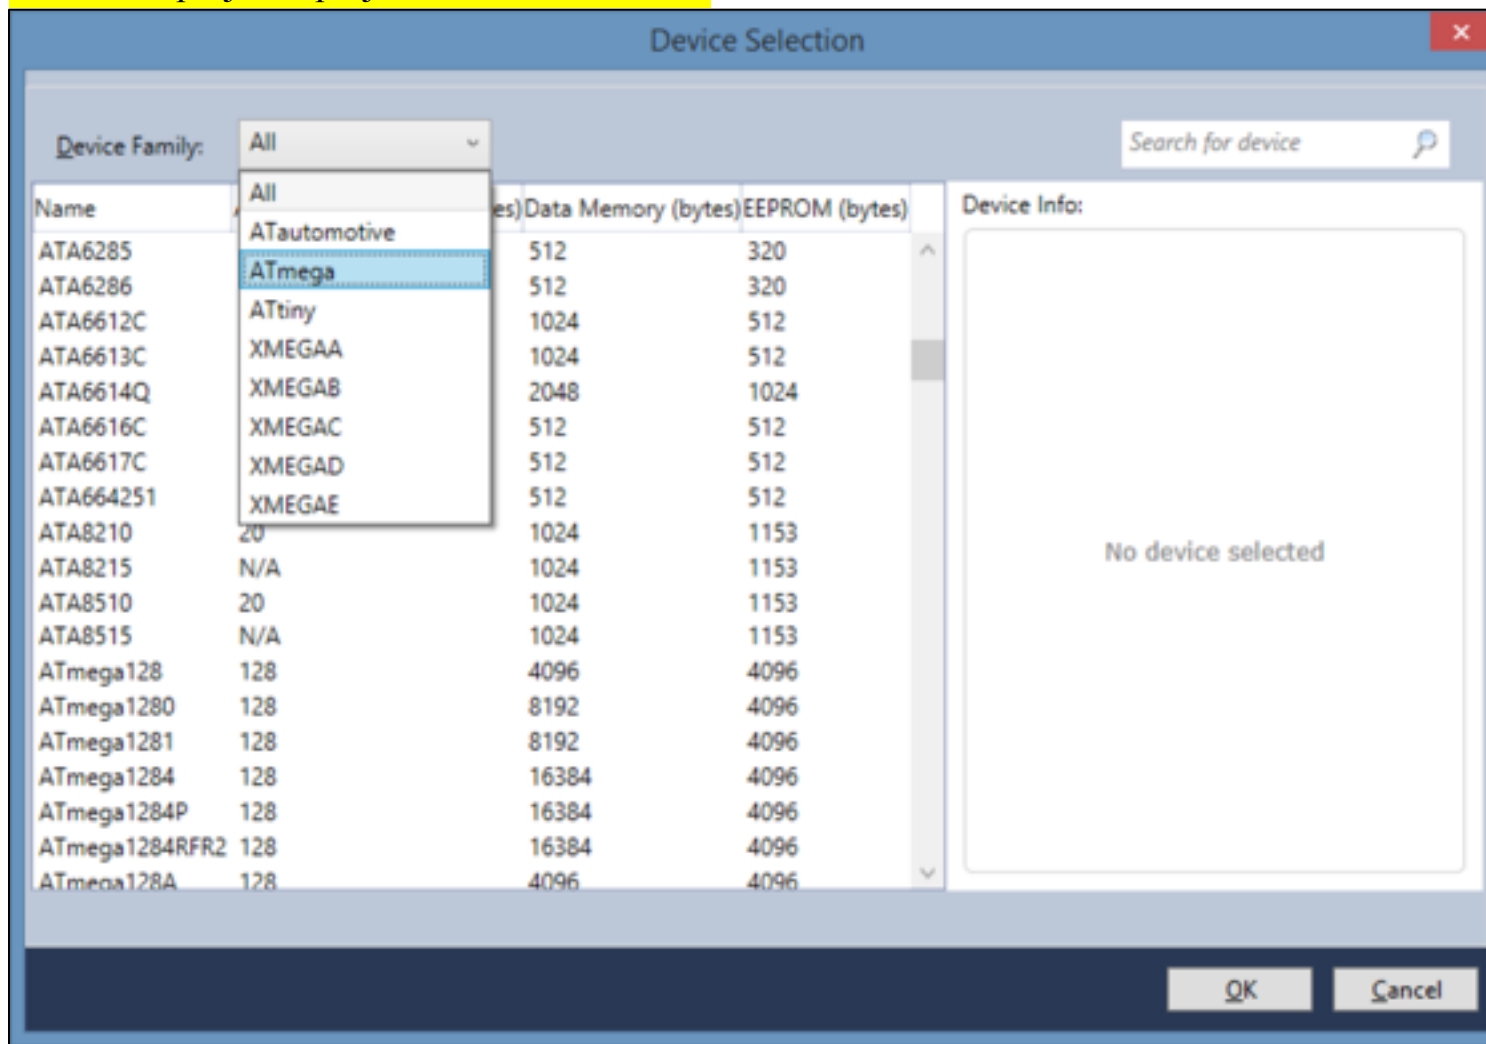 Device Selection
Device Family: All Search for device
All
ATautomotive
ATmega
ATtiny
XMEGAA
XMEGAB
XMEGAC
XMEGAD
XMEGAE
Name Data Memory (bytes) EEPROM (bytes) Device Info:
ATA6285 512 320
ATA6286 512 320
ATA6612C 1024 512
ATA6613C 1024 512
ATA6614Q 2048 1024
ATA6616C 512 512
ATA6617C 512 512
ATA664251 512 512
ATA8210 20 1024 1153
ATA8215 N/A 1024 1153
No device selected
ATA8510 20 1024 1153
ATA8515 N/A 1024 1153
ATmega128 128 4096 4096
ATmega1280 128 8192 4096
ATmega1281 128 8192 4096
ATmega1284 128 16384 4096
ATmega1284P 128 16384 4096
ATmega1284RFR2 128 16384 4096
ATmega128A 128 4096 4096
OK Cancel